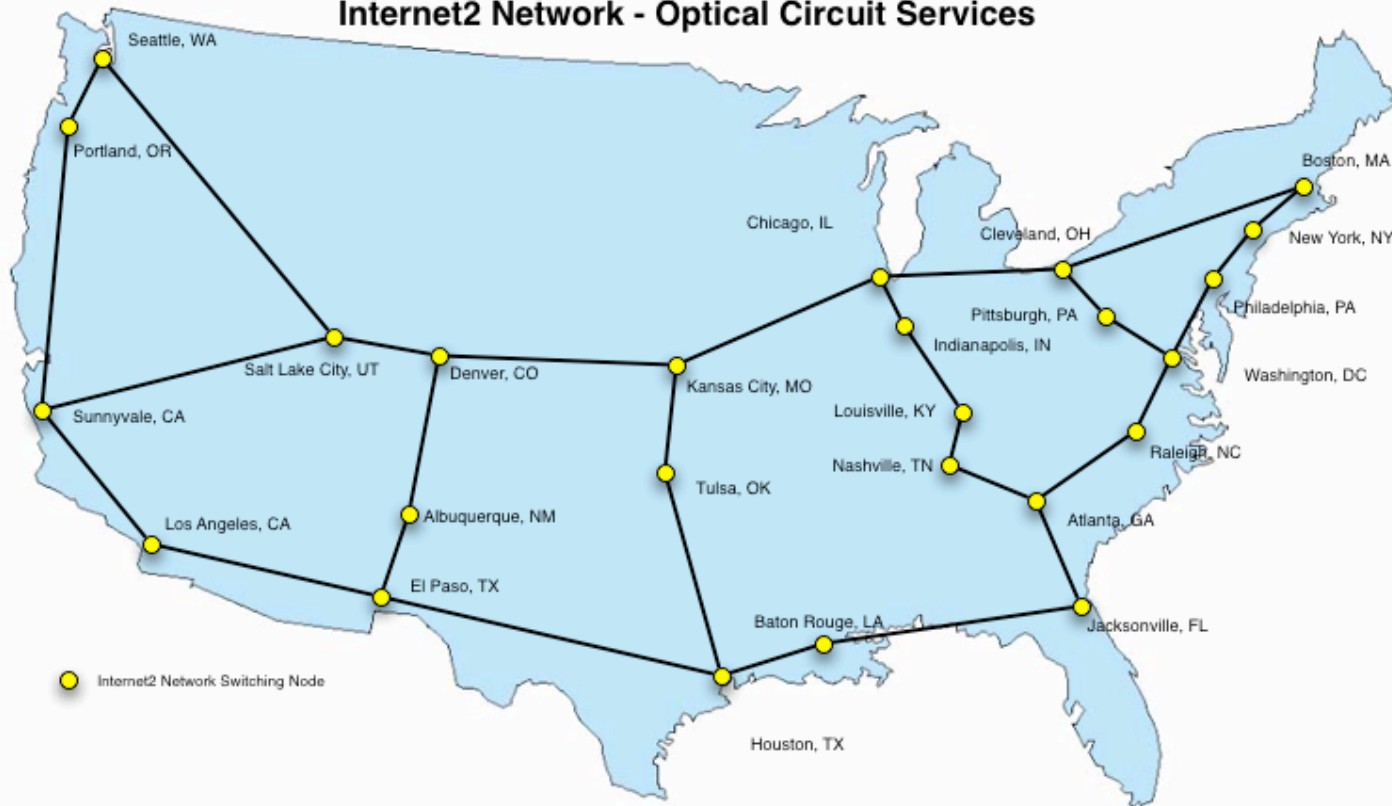 Internet2 Network - Optical Circuit Services
Seattle, WA
Portland, OR
Boston, MA
Chicago, IL
Cleveland, OH
New York, NY
Philadelphia, PA
Pittsburgh, PA
Indianapolis, IN
Salt Lake City, UT
Denver, CO
Washington, DC
Kansas City, MO
Sunnyvale, CA
Louisville, KY
Raleigh, NC
Nashville, TN
Tulsa, OK
Los Angeles, CA
Albuquerque, NM
Atlanta, GA
El Paso, TX
Baton Rouge, LA
Jacksonville, FL
Internet2 Network Switching Node
Houston, TX